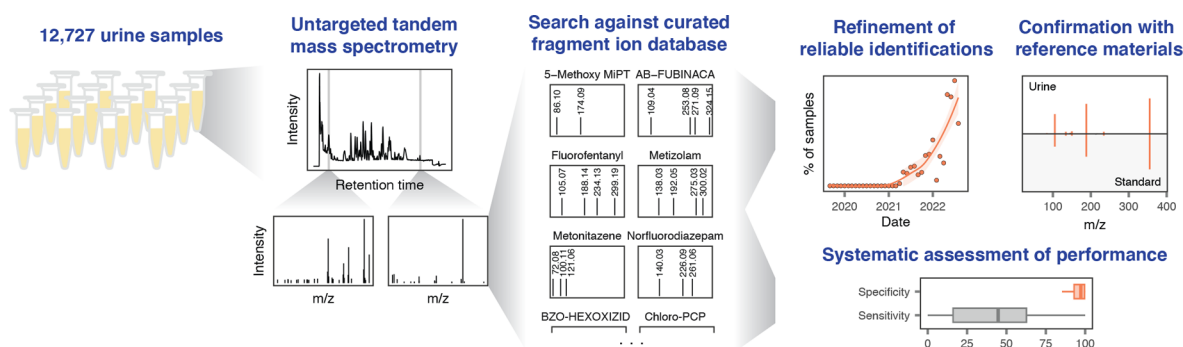 12,727 urine samples
Untargeted tandem
mass spectrometry
Intensity
Retention time
Intensity
m/z
m/z
Search against curated
fragment ion database
5−Methoxy MiPT
86.10
174.09
AB−FUBINACA
109.04
253.08
271.09
324.15
Fluorofentanyl
105.07
188.14
234.13
299.19
Metizolam
138.03
192.05
275.03
300.02
Metonitazene
72.08
100.11
121.06
Norfluorodiazepam
140.03
226.09
261.06
BZO-HEXOXIZID
Chloro-PCP
. . .
Refinement of
reliable identifications
% of samples
2020
2021
2022
Date
Confirmation with
reference materials
Urine
Standard
100
200
300
400
m/z
Systematic assessment of performance
Specificity
Sensitivity
0
25
50
75
100